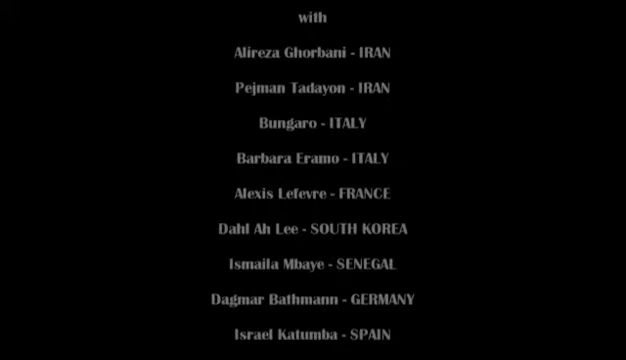 with
Alireza Ghorbani - IRAN
Pejman Tadayon - IRAN
Bungaro - ITALY
Barbara Eramo - ITALY
Alexis Lefevre - FRANCE
Dahl Ah Lee - SOUTH KOREA
Ismaila Mbaye - SENEGAL
Dagmar Bathmann - GERMANY
Israel Katumba - SPAIN